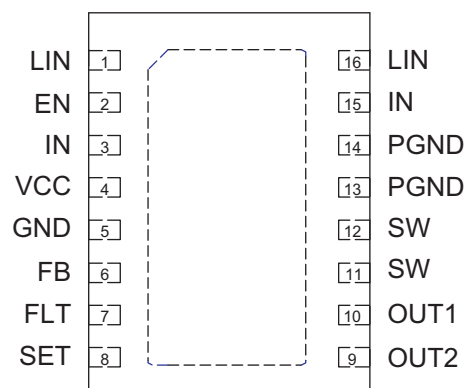 LIN 1 16 LIN
EN 2 15 IN
IN 3 14 PGND
VCC 4 13 PGND
GND 5 12 SW
FB 6 11 SW
FLT 7 10 OUT1
SET 8 9 OUT2